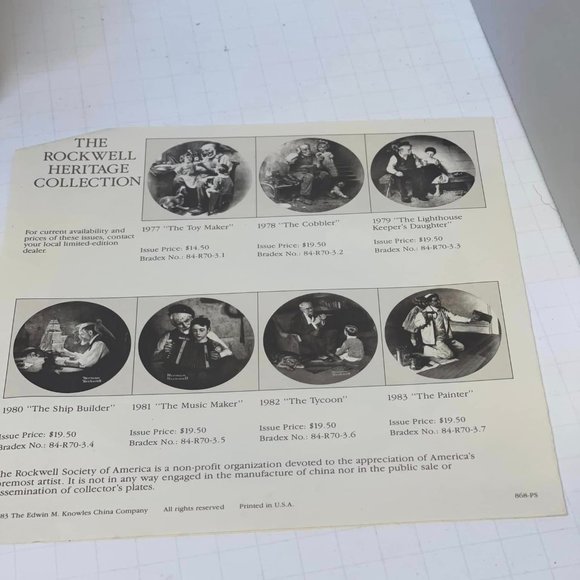 THE
ROCKWELL
HERITAGE
COLLECTION
For current availability and
prices of these issues, contact
your local limited-edition
dealer.
1977 "The Toy Maker"
Issue Price: $14.50
Bradex No.: 84-R70-3.1
1978 "The Cobbler"
Issue Price: $19.50
Bradex No.: 84-R70-3.2
1979 "The Lighthouse
Keeper's Daughter"
Issue Price: $19.50
Bradex No.: 84-R70-3.3
1980 "The Ship Builder"
Issue Price: $19.50
Bradex No.: 84-R70-3.4
1981 "The Music Maker"
Issue Price: $19.50
Bradex No.: 84-R70-3.5
1982 "The Tycoon"
Issue Price: $19.50
Bradex No.: 84-R70-3.6
1983 "The Painter"
Issue Price: $19.50
Bradex No.: 84-R70-3.7
The Rockwell Society of America is a non-profit organization devoted to the appreciation of America's
oremost artist. It is not in any way engaged in the manufacture of china nor in the public sale or
ssemination of collector's plates.
83 The Edwin M. Knowles China Company All rights reserved Printed in U.S.A.
868-PS